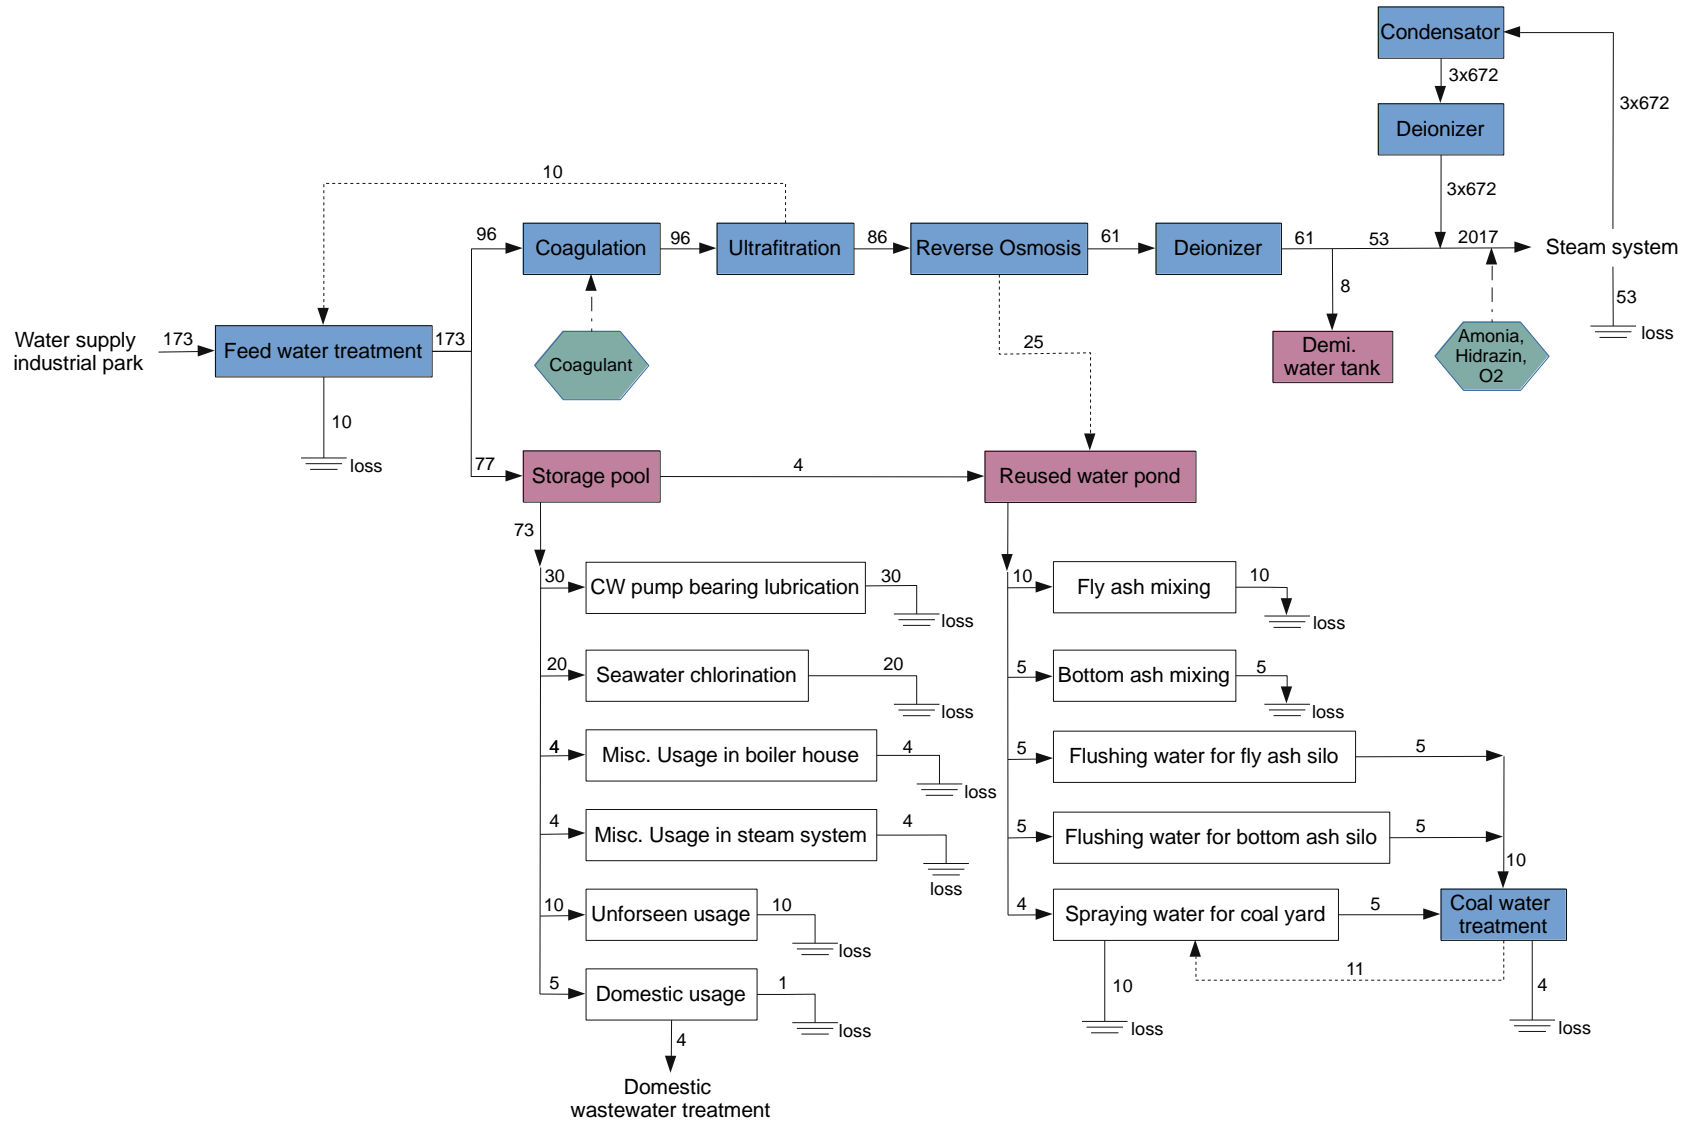 Condensator
3x672
3x672
Deionizer
3x672
10
96
Coagulation
96
Ultrafitration
86
Reverse Osmosis
61
Deionizer
61
53
2017
Steam system
8
53
loss
Water supply
industrial park
173
Feed water treatment
173
Coagulant
25
Demi.
water tank
Amonia,
Hidrazin,
O2
10
loss
77
Storage pool
4
Reused water pond
73
30
CW pump bearing lubrication
30
loss
10
Fly ash mixing
10
loss
20
Seawater chlorination
20
loss
5
Bottom ash mixing
5
loss
4
Misc. Usage in boiler house
4
loss
5
Flushing water for fly ash silo
5
4
Misc. Usage in steam system
4
loss
5
Flushing water for bottom ash silo
5
10
10
Unforseen usage
10
loss
4
Spraying water for coal yard
5
Coal water
treatment
11
10
loss
4
loss
5
Domestic usage
1
loss
4
Domestic
wastewater treatment